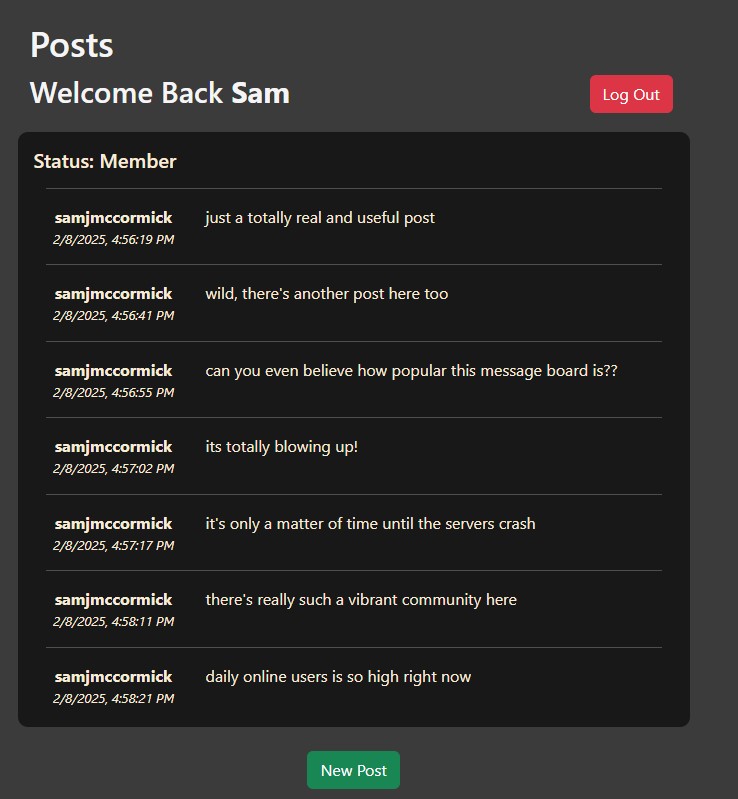 Posts
Welcome Back Sam
Log Out
Status: Member
samjmccormick just a totally real and useful post
2/8/2025, 4:56:19 PM
samjmccormick wild, there's another post here too
2/8/2025, 4:56:41 PM
samjmccormick can you even believe how popular this message board is??
2/8/2025, 4:56:55 PM
samjmccormick its totally blowing up!
2/8/2025, 4:57:02 PM
samjmccormick it's only a matter of time until the servers crash
2/8/2025, 4:57:17 PM
samjmccormick there's really such a vibrant community here
2/8/2025, 4:58:11 PM
samjmccormick daily online users is so high right now
2/8/2025, 4:58:21 PM
New Post